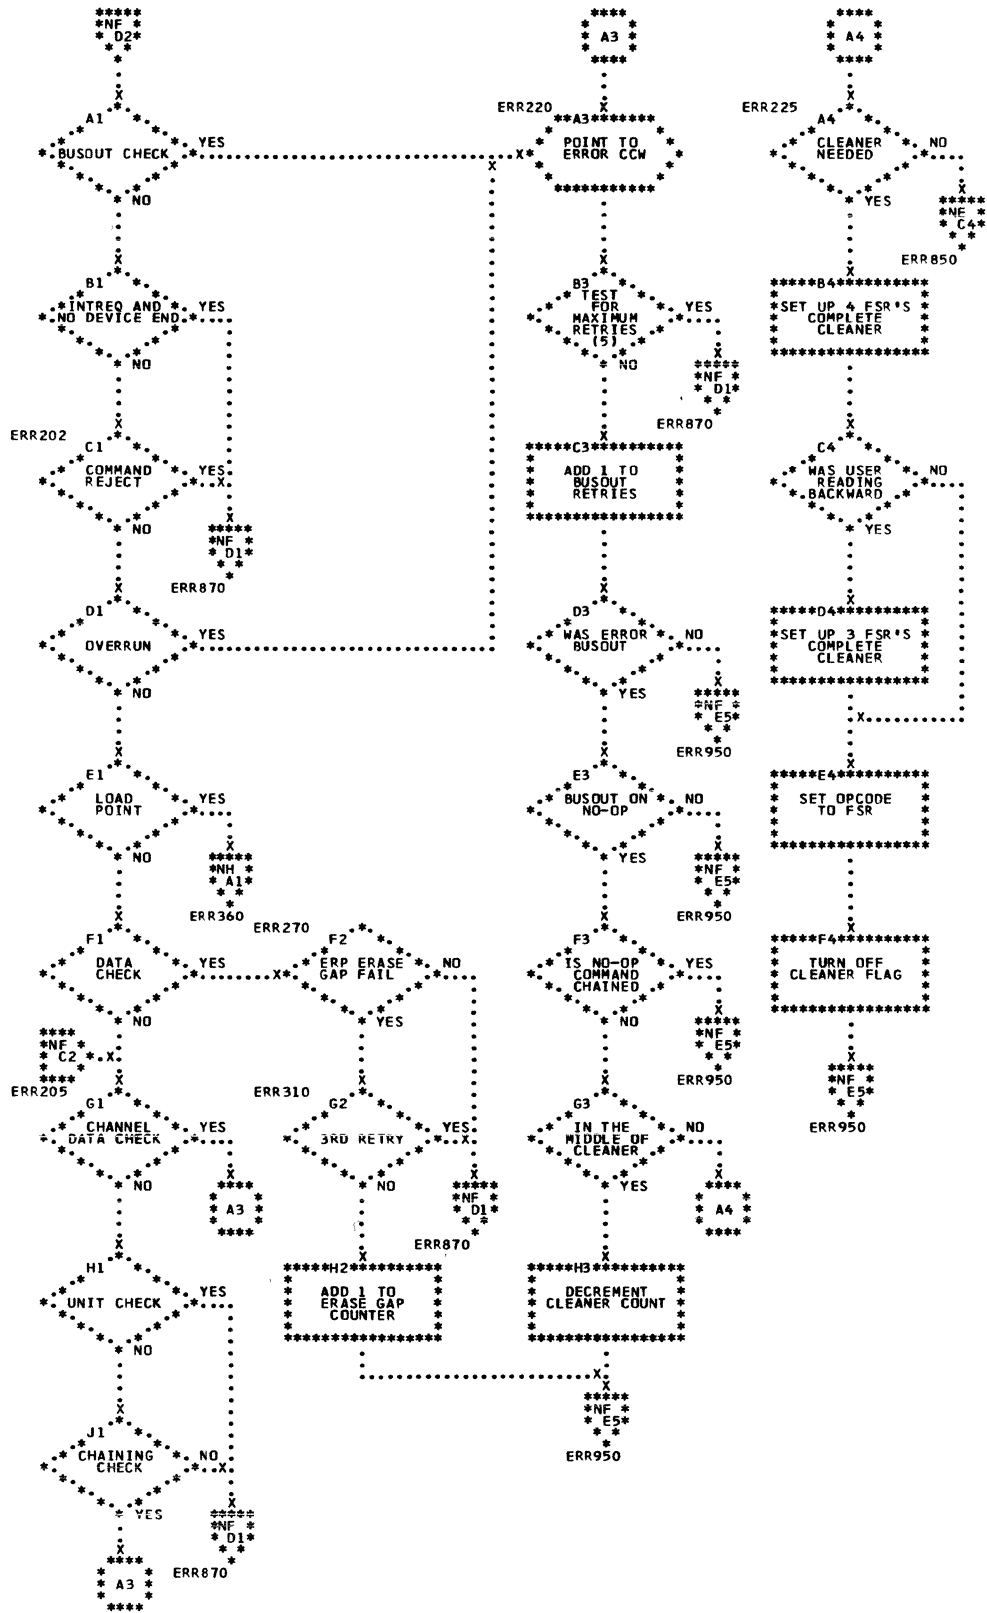 NF
D2
A1
BUSOUT CHECK
YES
NO
B1
INTREQ AND
NO DEVICE END
YES
NO
ERR202
C1
COMMAND
REJECT
YES
NO
NF
D1
ERR870
D1
OVERRUN
YES
NO
E1
LOAD
POINT
YES
NO
NH
A1
ERR360
F1
DATA
CHECK
YES
NO
NF
C2
ERR205
G1
CHANNEL
DATA CHECK
YES
NO
A3
H1
UNIT CHECK
YES
NO
J1
CHAINING
CHECK
NO
YES
NF
D1
ERR870
A3
ERR270
F2
ERP ERASE
GAP FAIL
NO
YES
ERR310
G2
3RD RETRY
YES
NO
NF
D1
ERR870
H2
ADD 1 TO
ERASE GAP
COUNTER
A3
ERR220
A3
POINT TO
ERROR CCW
B3
TEST
FOR
MAXIMUM
RETRIES
(5)
YES
NO
NF
D1
ERR870
C3
ADD 1 TO
BUSOUT
RETRIES
D3
WAS ERROR
BUSOUT
NO
YES
NF
E5
ERR950
E3
BUSOUT ON
NO-OP
NO
YES
NF
E5
ERR950
F3
IS NO-OP
COMMAND
CHAINED
YES
NO
NF
E5
ERR950
G3
IN THE
MIDDLE OF
CLEANER
NO
YES
A4
H3
DECREMENT
CLEANER COUNT
NF
E5
ERR950
A4
ERR225
A4
CLEANER
NEEDED
NO
YES
NE
C4
ERR850
B4
SET UP 4 FSR'S
COMPLETE
CLEANER
C4
WAS USER
READING
BACKWARD
NO
YES
D4
SET UP 3 FSR'S
COMPLETE
CLEANER
E4
SET OPCODE
TO FSR
F4
TURN OFF
CLEANER FLAG
NF
E5
ERR950